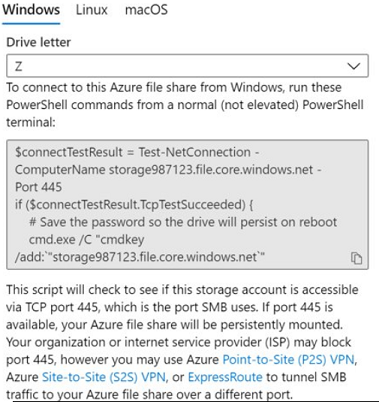 Windows Linux macOS
Drive letter
Z
To connect to this Azure file share from Windows, run these
PowerShell commands from a normal (not elevated) PowerShell
terminal:
$connectTestResult = Test-NetConnection -
ComputerName storage987123.file.core.windows.net -
Port 445
if ($connectTestResult.TcpTestSucceeded) {
# Save the password so the drive will persist on reboot
cmd.exe /C "cmdkey
/add:`"storage987123.file.core.windows.net`"
This script will check to see if this storage account is accessible
via TCP port 445, which is the port SMB uses. If port 445 is
available, your Azure file share will be persistently mounted.
Your organization or internet service provider (ISP) may block
port 445, however you may use Azure Point-to-Site (P2S) VPN,
Azure Site-to-Site (S2S) VPN, or ExpressRoute to tunnel SMB
traffic to your Azure file share over a different port.